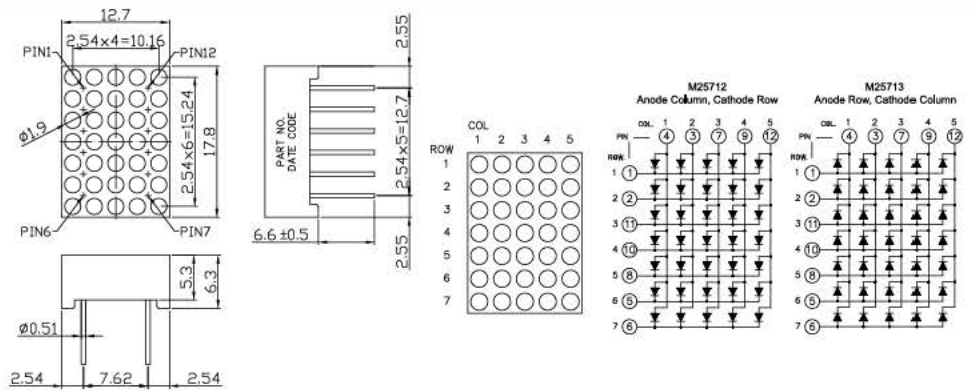 12.7
2.54x4=10.16
PIN1
PIN12
ø1.9
2.54x6=15.24
17.8
PIN6
PIN7
PART NO.
DATE CODE
2.55
2.54x5=12.7
2.55
6.6±0.5
5.3
6.3
ø0.51
2.54
7.62
2.54
COL
1 2 3 4 5
ROW
1
2
3
4
5
6
7
M25712
Anode Column, Cathode Row
COL. 1 2 3 4 5
PIN 4 3 7 9 12
ROW.
1 1
2 2
3 11
4 10
5 8
6 5
7 6
M25713
Anode Row, Cathode Column
COL. 1 2 3 4 5
PIN 4 3 7 9 12
ROW.
1 1
2 2
3 11
4 10
5 8
6 5
7 6